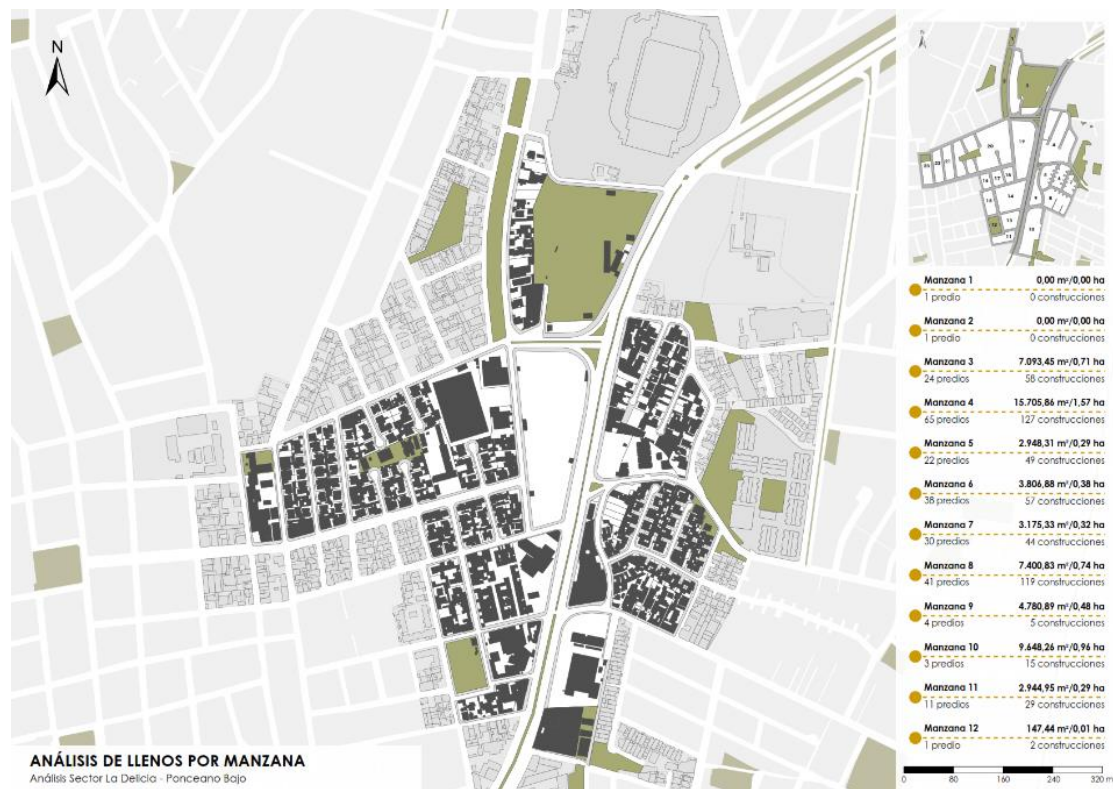 N
ANÁLISIS DE LLENOS POR MANZANA
Análisis Sector La Delicia - Ponceano Bajo
Manzana 1 0,00 m²/0,00 ha
1 predio 0 construcciones
Manzana 2 0,00 m²/0,00 ha
1 predio 0 construcciones
Manzana 3 7.093,45 m²/0,71 ha
24 predios 58 construcciones
Manzana 4 15.705,86 m²/1,57 ha
65 predios 127 construcciones
Manzana 5 2.948,31 m²/0,29 ha
22 predios 49 construcciones
Manzana 6 3.806,88 m²/0,38 ha
38 predios 57 construcciones
Manzana 7 3.175,33 m²/0,32 ha
30 predios 44 construcciones
Manzana 8 7.400,83 m²/0,74 ha
41 predios 119 construcciones
Manzana 9 4.780,89 m²/0,48 ha
4 predios 5 construcciones
Manzana 10 9.648,26 m²/0,96 ha
3 predios 15 construcciones
Manzana 11 2.944,95 m²/0,29 ha
11 predios 29 construcciones
Manzana 12 147,44 m²/0,01 ha
1 predio 2 construcciones
0 80 160 240 320 m